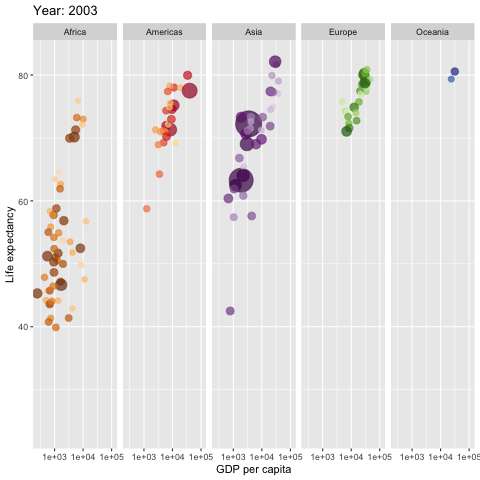 Year: 2003
Africa Americas Asia Europe Oceania
80
60
40
Life expectancy
1e+03 1e+04 1e+05 1e+03 1e+04 1e+05 1e+03 1e+04 1e+05 1e+03 1e+04 1e+05 1e+03 1e+04 1e+05
GDP per capita